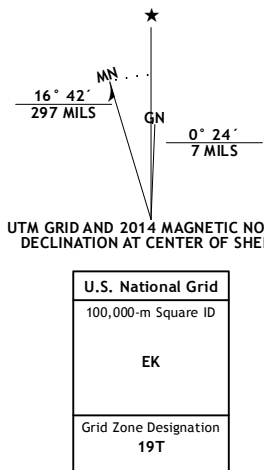 ★
MN
16° 42´
297 MILS
GN
0° 24´
7 MILS
UTM GRID AND 2014 MAGNETIC NO
DECLINATION AT CENTER OF SHE
U.S. National Grid
100,000-m Square ID
EK
Grid Zone Designation
19T